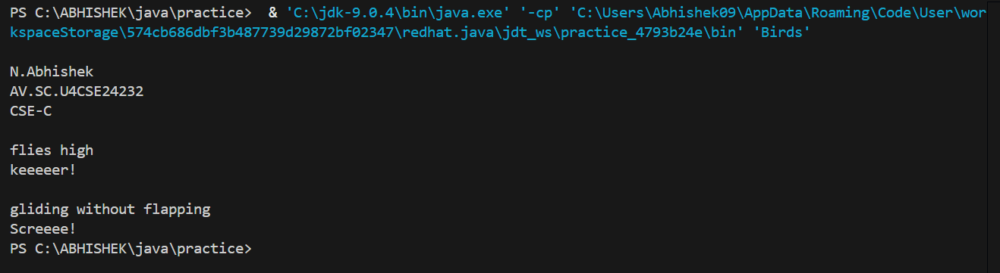 PS C:\ABHISHEK\java\practice>  & 'C:\jdk-9.0.4\bin\java.exe' '-cp' 'C:\Users\Abhishek09\AppData\Roaming\Code\User\wor
kspaceStorage\574cb686dbf3b487739d29872bf02347\redhat.java\jdt_ws\practice_4793b24e\bin' 'Birds'
N.Abhishek
AV.SC.U4CSE24232
CSE-C
flies high
keeeeer!
gliding without flapping
Screeee!
PS C:\ABHISHEK\java\practice>